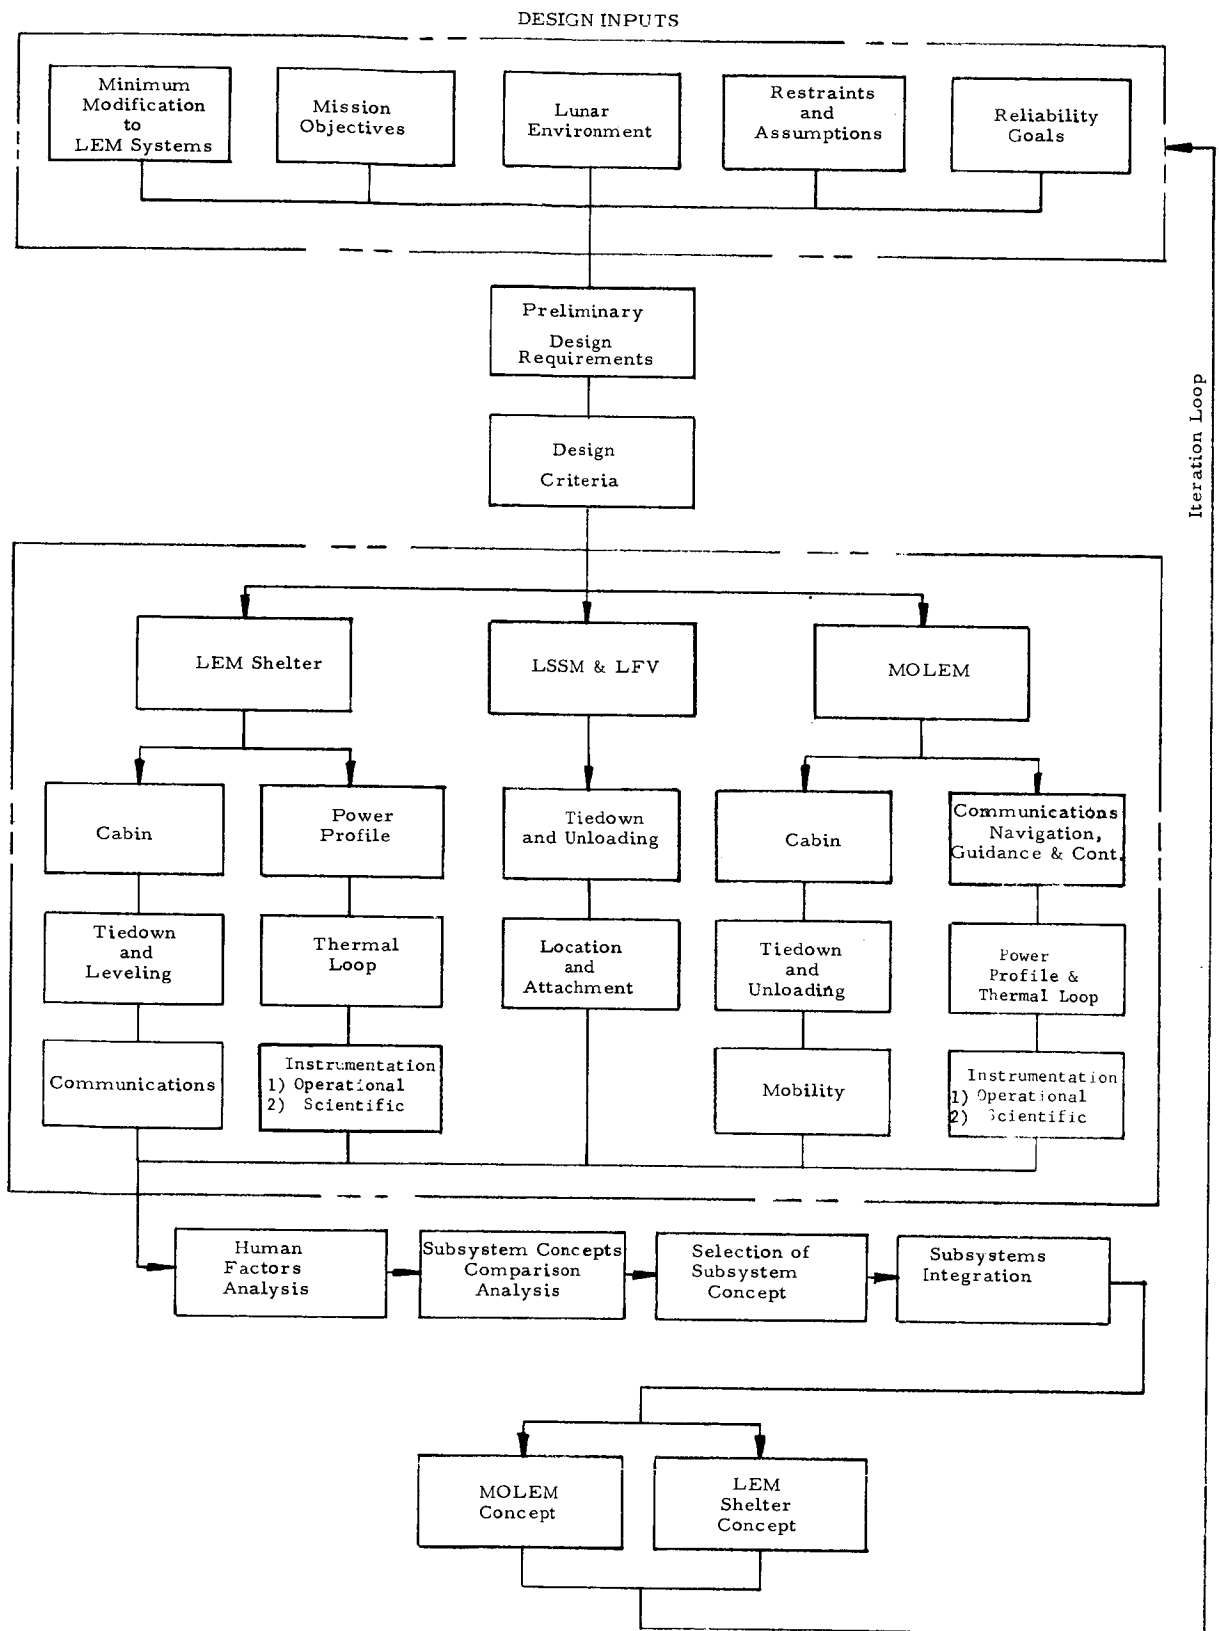 DESIGN INPUTS
Minimum
Modification
to
LEM Systems
Mission
Objectives
Lunar
Environment
Restraints
and
Assumptions
Reliability
Goals
Iteration Loop
Preliminary
Design
Requirements
Design
Criteria
LEM Shelter
LSSM & LFV
MOLEM
Cabin
Power
Profile
Tiedown
and Unloading
Cabin
Communications
Navigation,
Guidance & Cont.
Tiedown
and
Leveling
Thermal
Loop
Location
and
Attachment
Tiedown
and
Unloading
Power
Profile &
Thermal Loop
Communications
Instrumentation
1) Operational
2) Scientific
Mobility
Instrumentation
1) Operational
2) Scientific
Human
Factors
Analysis
Subsystem Concepts
Comparison
Analysis
Selection of
Subsystem
Concept
Subsystems
Integration
MOLEM
Concept
LEM
Shelter
Concept